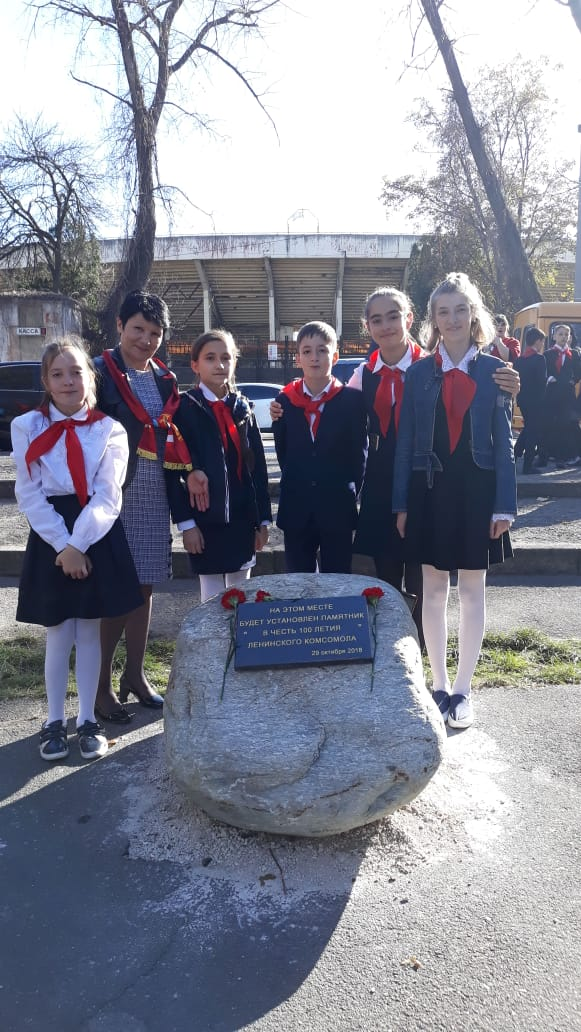 КАССА
НА ЭТОМ МЕСТЕ
БУДЕТ УСТАНОВЛЕН ПАМЯТНИК
" В ЧЕСТЬ 100 ЛЕТИЯ "
ЛЕНИНСКОГО КОМСОМОЛА
29 октября 2018